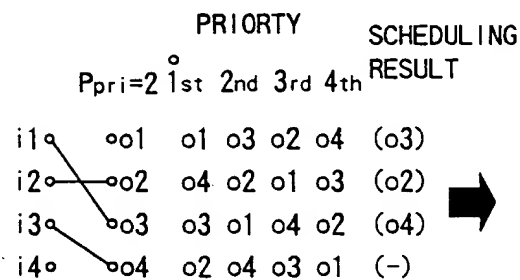 PRIORTY
SCHEDULING
RESULT
Ppri=2 1st 2nd 3rd 4th
i1 o1 o1 o3 o2 o4 (o3)
i2 o2 o4 o2 o1 o3 (o2)
i3 o3 o3 o1 o4 o2 (o4)
i4 o4 o2 o4 o3 o1 (-)